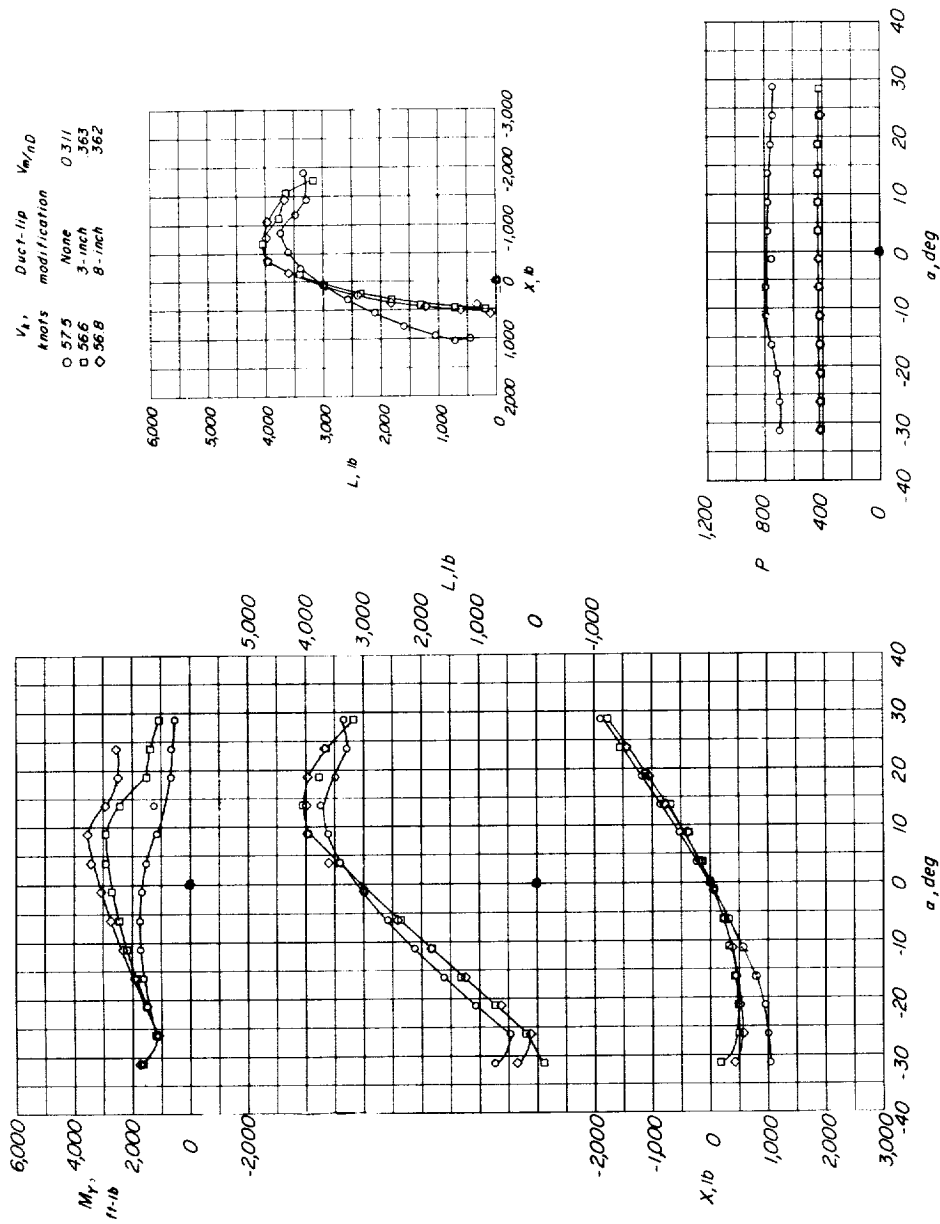 V_k, Duct-lip V_m/nD
knots modification
○ 57.5 None 0.311
□ 56.6 3-inch .363
◇ 56.8 8-inch .362
6,000
5,000
4,000
3,000
2,000
1,000
0
L, lb
2,000 1,000 0 -1,000 -2,000 -3,000
X, lb
6,000
4,000
2,000
0
-2,000
M_Y,
ft-lb
5,000
4,000
3,000
2,000
1,000
0
-1,000
L, lb
-2,000
-1,000
0
1,000
3,000
X, lb
-40 -30 -20 -10 0 10 20 30 40
α, deg
1,200
800
400
0
P
-40 -30 -20 -10 0 10 20 30 40
α, deg